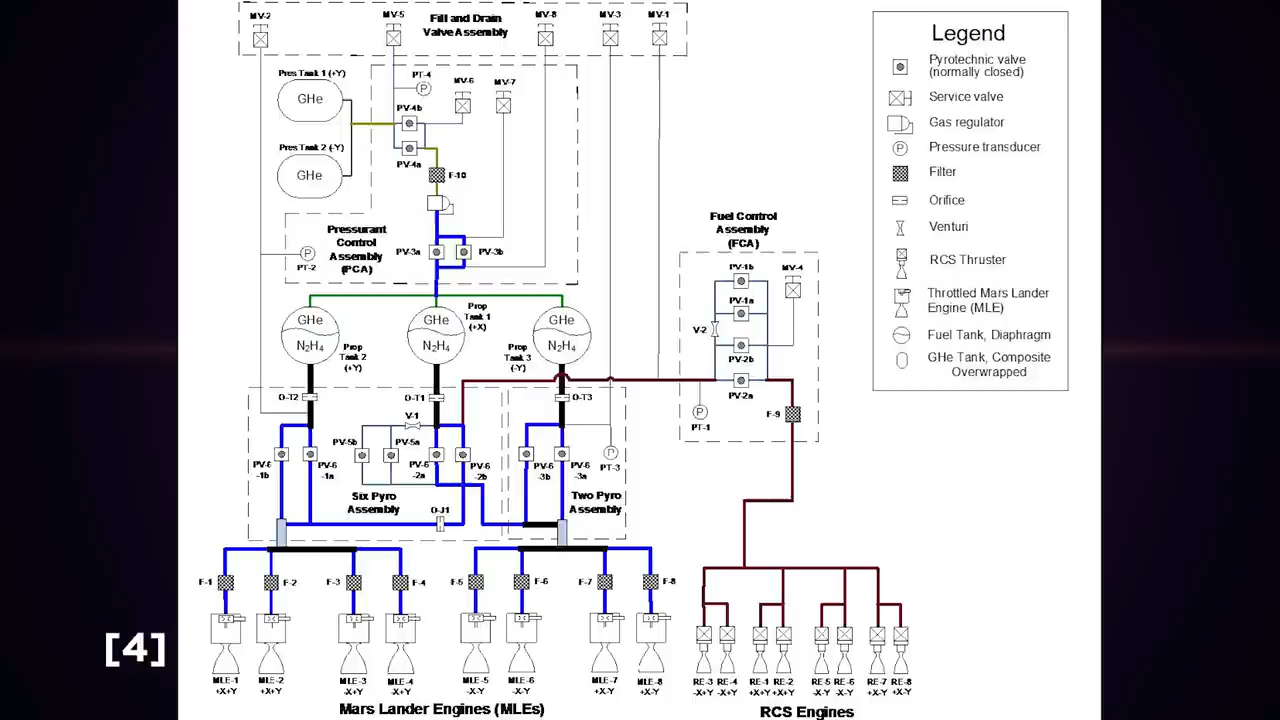 MV-2
MV-5
Fill and Drain
Valve Assembly
MV-8
MV-3
MV-1
Pres Tank 1 (+Y)
GHe
Pres Tank 2 (-Y)
GHe
PT-4
MV-6
MV-7
PV-4b
PV-4a
F-10
Pressurant
Control
Assembly
(PCA)
PV-3a
PV-3b
PT-2
Fuel Control
Assembly
(FCA)
PV-1b
MV-4
PV-1a
V-2
PV-2b
PV-2a
PT-1
F-9
GHe
N₂H₄
Prop
Tank 2
(+Y)
GHe
N₂H₄
Prop
Tank 1
(+X)
GHe
N₂H₄
Prop
Tank 3
(-Y)
O-T2
O-T1
O-T3
V-1
PV-5b
PV-5a
PV-6
-1b
PV-6
-1a
PV-6
-2a
PV-6
-2b
PV-6
-3b
PV-6
-3a
PT-3
Six Pyro
Assembly
O-J1
Two Pyro
Assembly
F-1
F-2
F-3
F-4
F-5
F-6
F-7
F-8
MLE-1
+X+Y
MLE-2
+X+Y
MLE-3
-X+Y
MLE-4
-X+Y
MLE-5
-X-Y
MLE-6
-X-Y
MLE-7
+X-Y
MLE-8
+X-Y
RE-3
-X+Y
RE-4
-X+Y
RE-1
+X+Y
RE-2
+X+Y
RE-5
-X-Y
RE-6
-X-Y
RE-7
+X-Y
RE-8
+X-Y
Mars Lander Engines (MLEs)
RCS Engines
Legend
Pyrotechnic valve
(normally closed)
Service valve
Gas regulator
Pressure transducer
Filter
Orifice
Venturi
RCS Thruster
Throttled Mars Lander
Engine (MLE)
Fuel Tank, Diaphragm
GHe Tank, Composite
Overwrapped
[4]